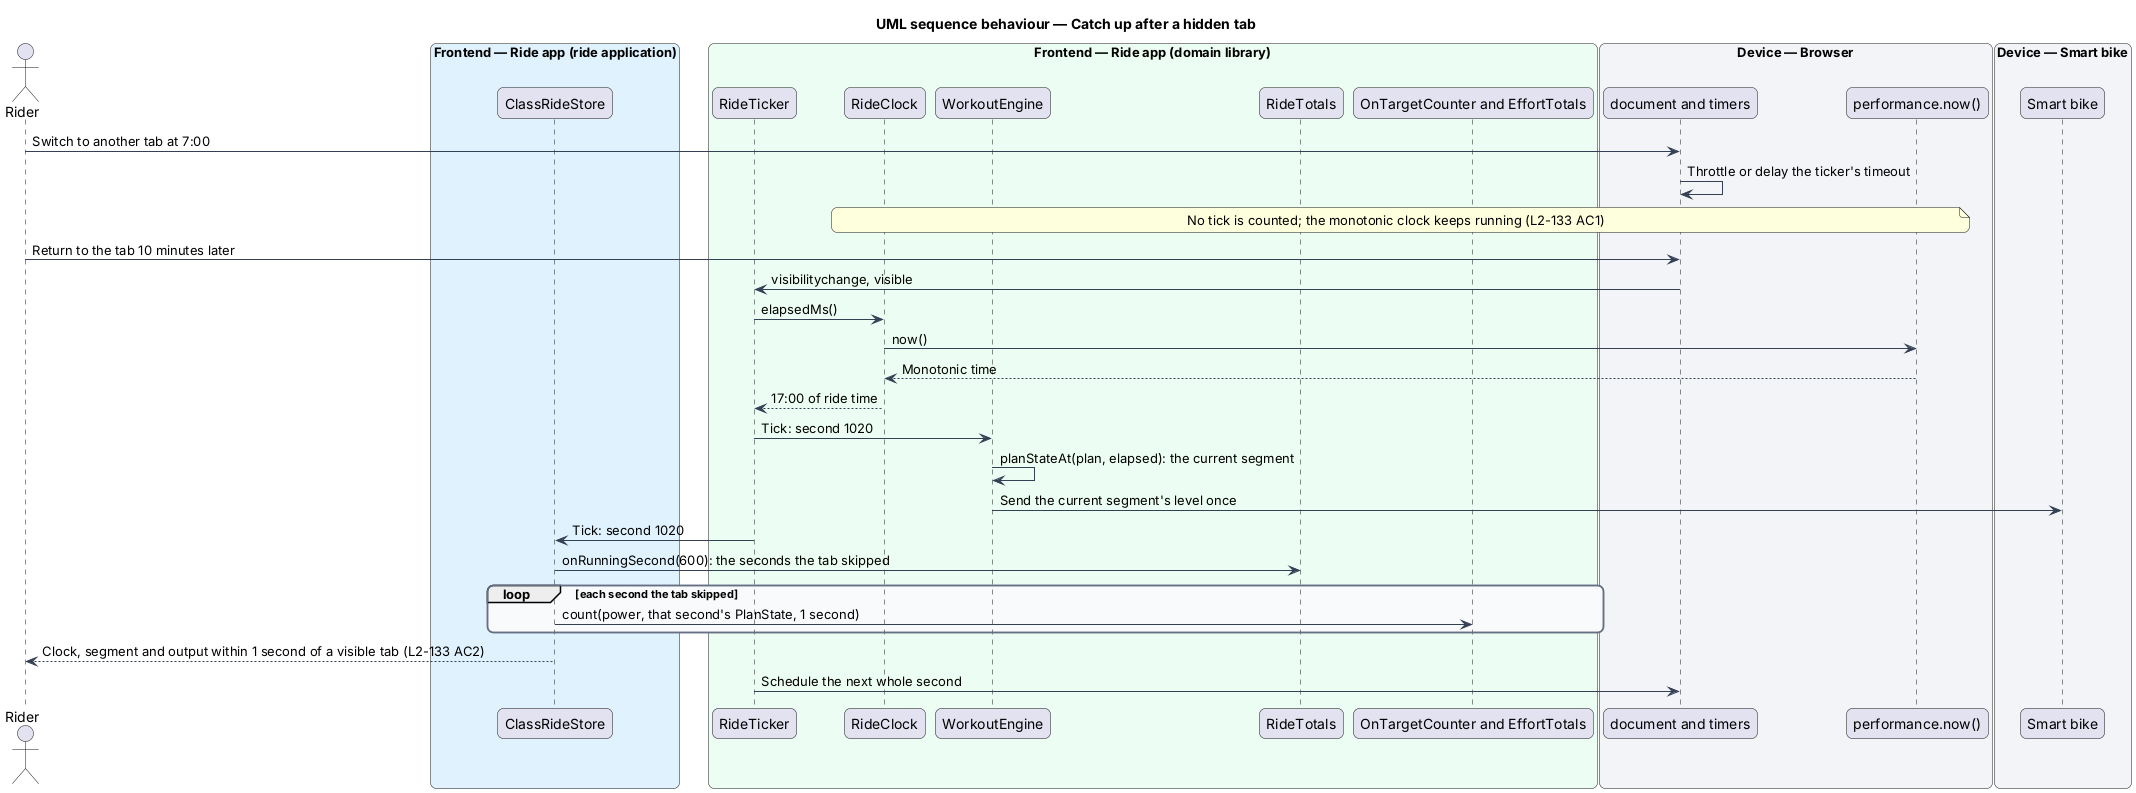 UML sequence behaviour — Catch up after a hidden tab
Frontend — Ride app (ride application)
Frontend — Ride app (domain library)
Device — Browser
Device — Smart bike
Rider
ClassRideStore
RideTicker
RideClock
WorkoutEngine
RideTotals
OnTargetCounter and EffortTotals
document and timers
performance.now()
Smart bike
Switch to another tab at 7:00
Throttle or delay the ticker's timeout
No tick is counted; the monotonic clock keeps running (L2-133 AC1)
Return to the tab 10 minutes later
visibilitychange, visible
elapsedMs()
now()
Monotonic time
17:00 of ride time
Tick: second 1020
planStateAt(plan, elapsed): the current segment
Send the current segment's level once
Tick: second 1020
onRunningSecond(600): the seconds the tab skipped
loop
[each second the tab skipped]
count(power, that second's PlanState, 1 second)
Clock, segment and output within 1 second of a visible tab (L2-133 AC2)
Schedule the next whole second
Rider
ClassRideStore
RideTicker
RideClock
WorkoutEngine
RideTotals
OnTargetCounter and EffortTotals
document and timers
performance.now()
Smart bike